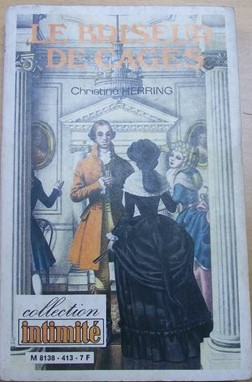 LE BRISEUR
DE CAGES
Christine HERRING
collection
intimité
M 8138 - 413 - 7 F